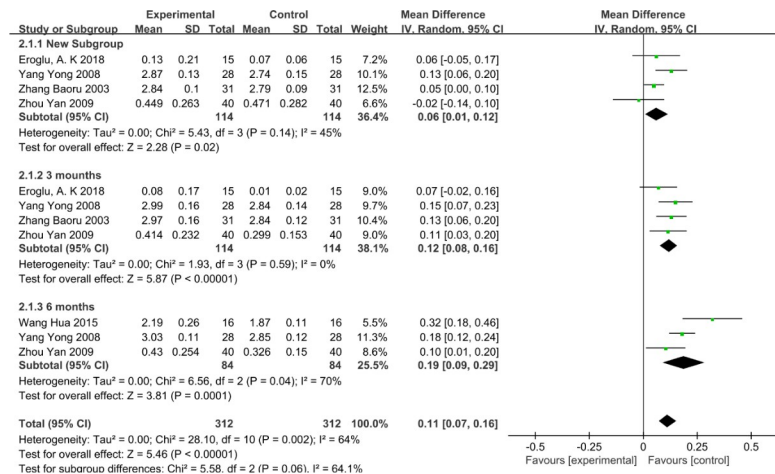 Experimental Control Mean Difference Mean Difference
Study or Subgroup Mean SD Total Mean SD Total Weight IV. Random. 95% CI IV. Random. 95% CI
2.1.1 New Subgroup
Eroglu, A. K 2018 0.13 0.21 15 0.07 0.06 15 7.2% 0.06 [-0.05, 0.17]
Yang Yong 2008 2.87 0.13 28 2.74 0.15 28 10.1% 0.13 [0.06, 0.20]
Zhang Baoru 2003 2.84 0.1 31 2.79 0.09 31 12.5% 0.05 [0.00, 0.10]
Zhou Yan 2009 0.449 0.263 40 0.471 0.282 40 6.6% -0.02 [-0.14, 0.10]
Subtotal (95% CI) 114 114 36.4% 0.06 [0.01, 0.12]
Heterogeneity: Tau² = 0.00; Chi² = 5.43, df = 3 (P = 0.14); I² = 45%
Test for overall effect: Z = 2.28 (P = 0.02)
2.1.2 3 mounths
Eroglu, A. K 2018 0.08 0.17 15 0.01 0.02 15 9.0% 0.07 [-0.02, 0.16]
Yang Yong 2008 2.99 0.16 28 2.84 0.14 28 9.7% 0.15 [0.07, 0.23]
Zhang Baoru 2003 2.97 0.16 31 2.84 0.12 31 10.4% 0.13 [0.06, 0.20]
Zhou Yan 2009 0.414 0.232 40 0.299 0.153 40 9.0% 0.11 [0.03, 0.20]
Subtotal (95% CI) 114 114 38.1% 0.12 [0.08, 0.16]
Heterogeneity: Tau² = 0.00; Chi² = 1.93, df = 3 (P = 0.59); I² = 0%
Test for overall effect: Z = 5.87 (P < 0.00001)
2.1.3 6 months
Wang Hua 2015 2.19 0.26 16 1.87 0.11 16 5.5% 0.32 [0.18, 0.46]
Yang Yong 2008 3.03 0.11 28 2.85 0.12 28 11.3% 0.18 [0.12, 0.24]
Zhou Yan 2009 0.43 0.254 40 0.326 0.15 40 8.6% 0.10 [0.01, 0.20]
Subtotal (95% CI) 84 84 25.5% 0.19 [0.09, 0.29]
Heterogeneity: Tau² = 0.00; Chi² = 6.56, df = 2 (P = 0.04); I² = 70%
Test for overall effect: Z = 3.81 (P = 0.0001)
Total (95% CI) 312 312 100.0% 0.11 [0.07, 0.16]
Heterogeneity: Tau² = 0.00; Chi² = 28.10, df = 10 (P = 0.002); I² = 64%
Test for overall effect: Z = 5.46 (P < 0.00001)
Test for subgroup differences: Chi² = 5.58, df = 2 (P = 0.06), I² = 64.1%
-0.5 -0.25 0 0.25 0.5
Favours [experimental] Favours [control]